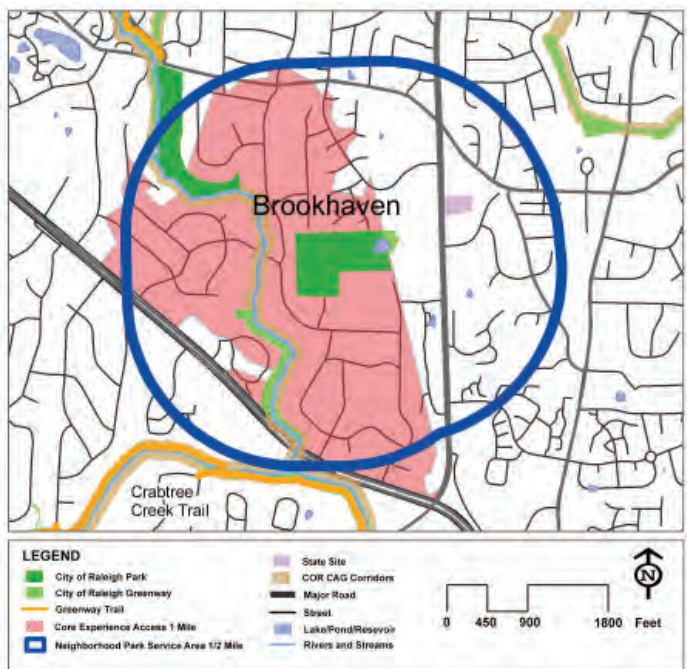 Brookhaven
Crabtree
Creek Trail
LEGEND
City of Raleigh Park
City of Raleigh Greenway
Greenway Trail
Core Experience Access 1 Mile
Neighborhood Park Service Area 1/2 Mile
State Site
COR CAG Corridors
Major Road
Street
Lake/Pond/Resevoir
Rivers and Streams
N
0 450 900 1800 Feet